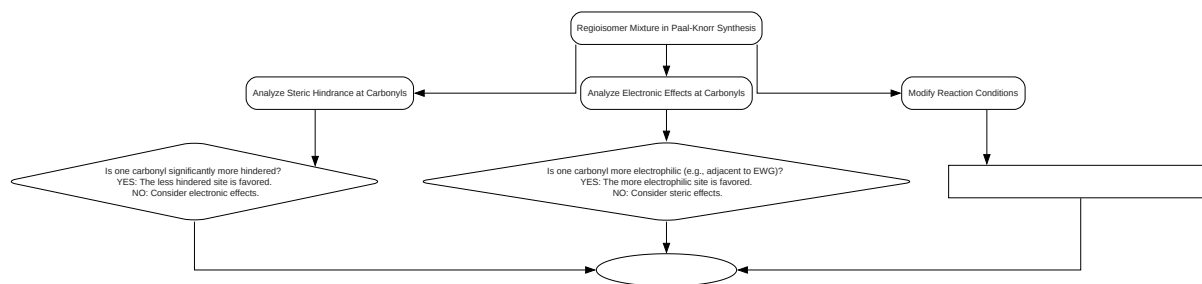 Regioisomer Mixture in Paal-Knorr Synthesis
Analyze Steric Hindrance at Carbonyls
Analyze Electronic Effects at Carbonyls
Modify Reaction Conditions
Is one carbonyl significantly more hindered?
YES: The less hindered site is favored.
NO: Consider electronic effects.
Is one carbonyl more electrophilic (e.g., adjacent to EWG)?
YES: The more electrophilic site is favored.
NO: Consider steric effects.